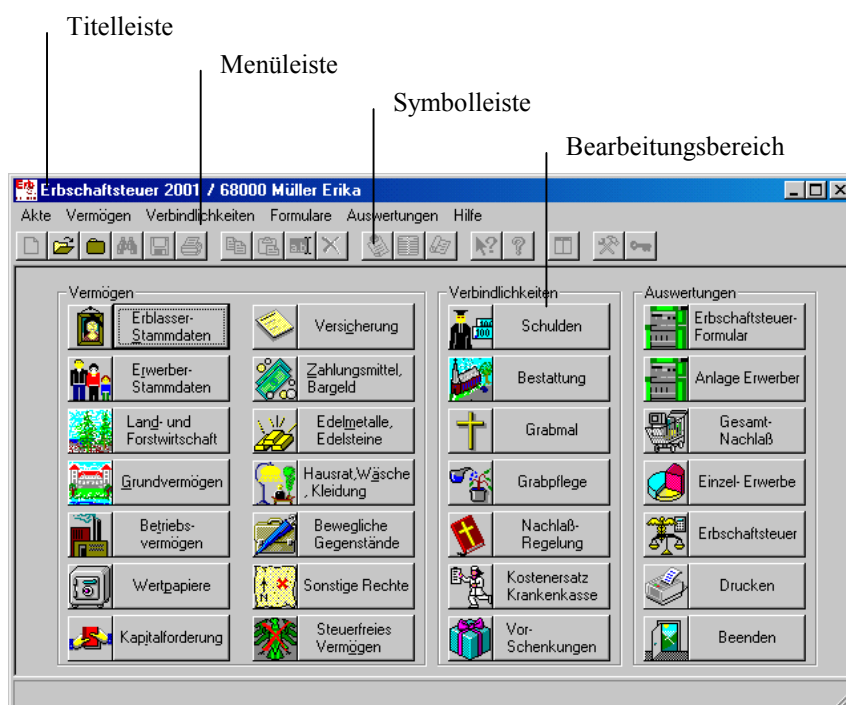 Titelleiste
Menüleiste
Symbolleiste
Bearbeitungsbereich
Erbschaftsteuer 2001 / 68000 Müller Erika
Akte Vermögen Verbindlichkeiten Formulare Auswertungen Hilfe
Vermögen
Erblasser-
Stammdaten
Versicherung
Erwerber-
Stammdaten
Zahlungsmittel,
Bargeld
Land- und
Forstwirtschaft
Edelmetalle,
Edelsteine
Grundvermögen
Hausrat,Wäsche
, Kleidung
Betriebs-
vermögen
Bewegliche
Gegenstände
Wertpapiere
Sonstige Rechte
Kapitalforderung
Steuerfreies
Vermögen
Verbindlichkeiten
Schulden
Bestattung
Grabmal
Grabpflege
Nachlaß-
Regelung
Kostenersatz
Krankenkasse
Vor-
Schenkungen
Auswertungen
Erbschaftsteuer-
Formular
Anlage Erwerber
Gesamt-
Nachlaß
Einzel- Erwerbe
Erbschaftsteuer
Drucken
Beenden